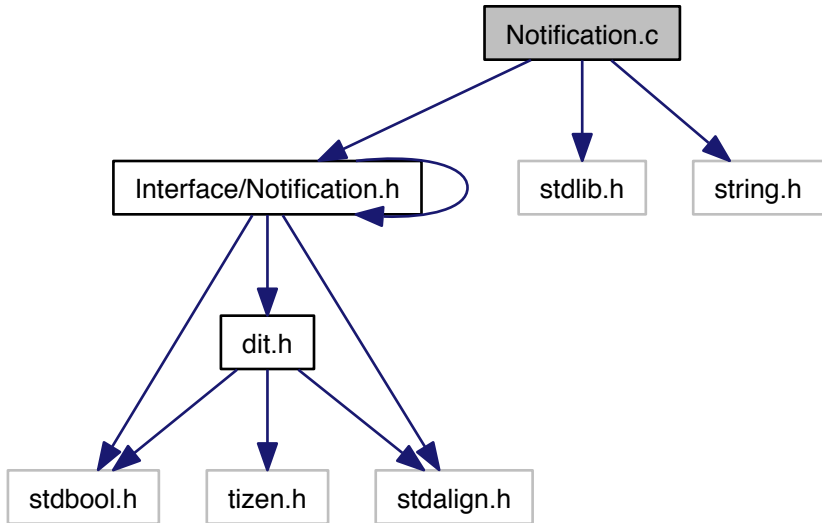 Notification.c
Interface/Notification.h
stdlib.h
string.h
dit.h
stdbool.h
tizen.h
stdalign.h